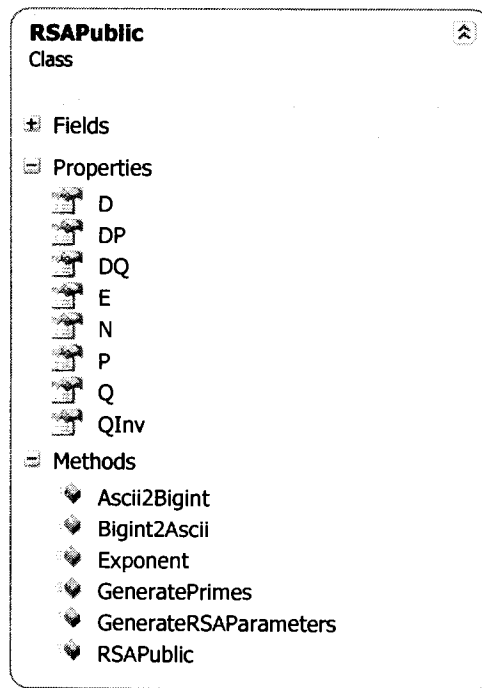 RSAPublic
Class
Fields
Properties
D
DP
DQ
E
N
P
Q
QInv
Methods
Ascii2Bigint
Bigint2Ascii
Exponent
GeneratePrimes
GenerateRSAParameters
RSAPublic